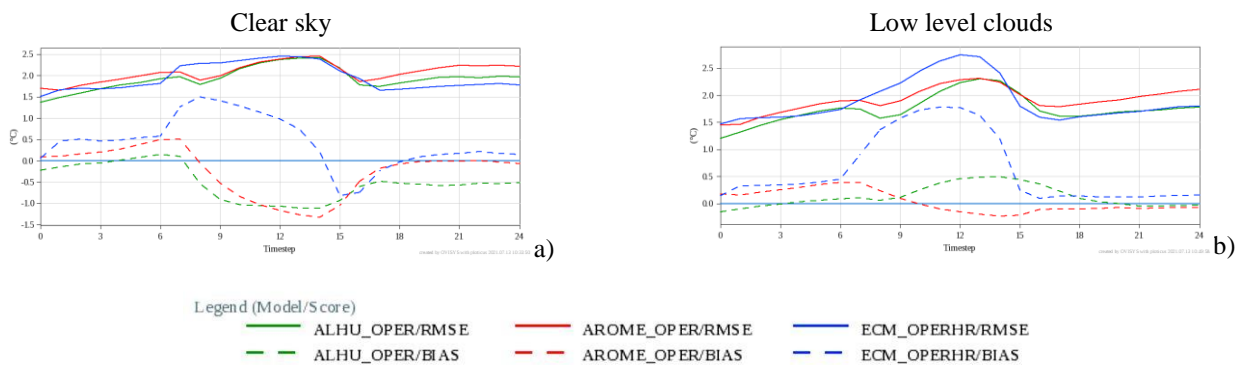 Clear sky
Low level clouds
2.5
2.0
1.5
1.0
0.5
0.0
-0.5
-1.0
-1.5
(°C)
0 3 6 9 12 15 18 21 24
Timestep
a)
2.5
2.0
1.5
1.0
0.5
0.0
(°C)
0 3 6 9 12 15 18 21 24
Timestep
b)
Legend (Model/Score)
ALHU_OPER/RMSE AROME_OPER/RMSE ECM_OPERHR/RMSE
ALHU_OPER/BIAS AROME_OPER/BIAS ECM_OPERHR/BIAS